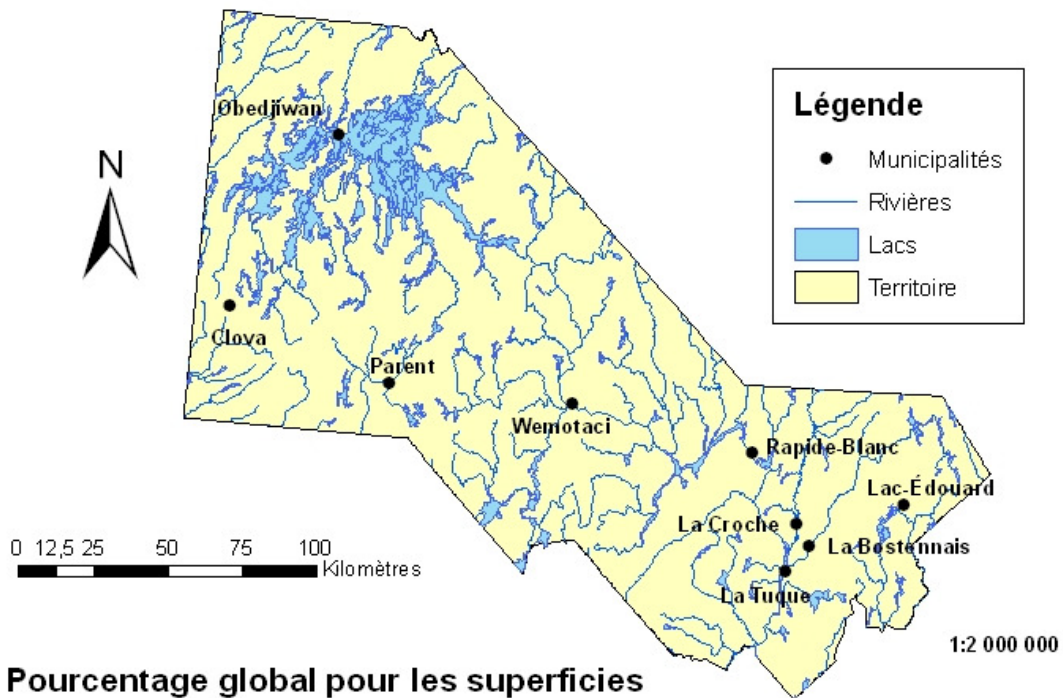 Légende
Municipalités
Rivières
Lacs
Territoire
N
Obedjiwan
Clova
Parent
Wemotaci
Rapide-Blanc
Lac-Édouard
La Croche
La Bostonnais
La Tuque
0 12,5 25 50 75 100
Kilomètres
1:2 000 000
Pourcentage global pour les superficies